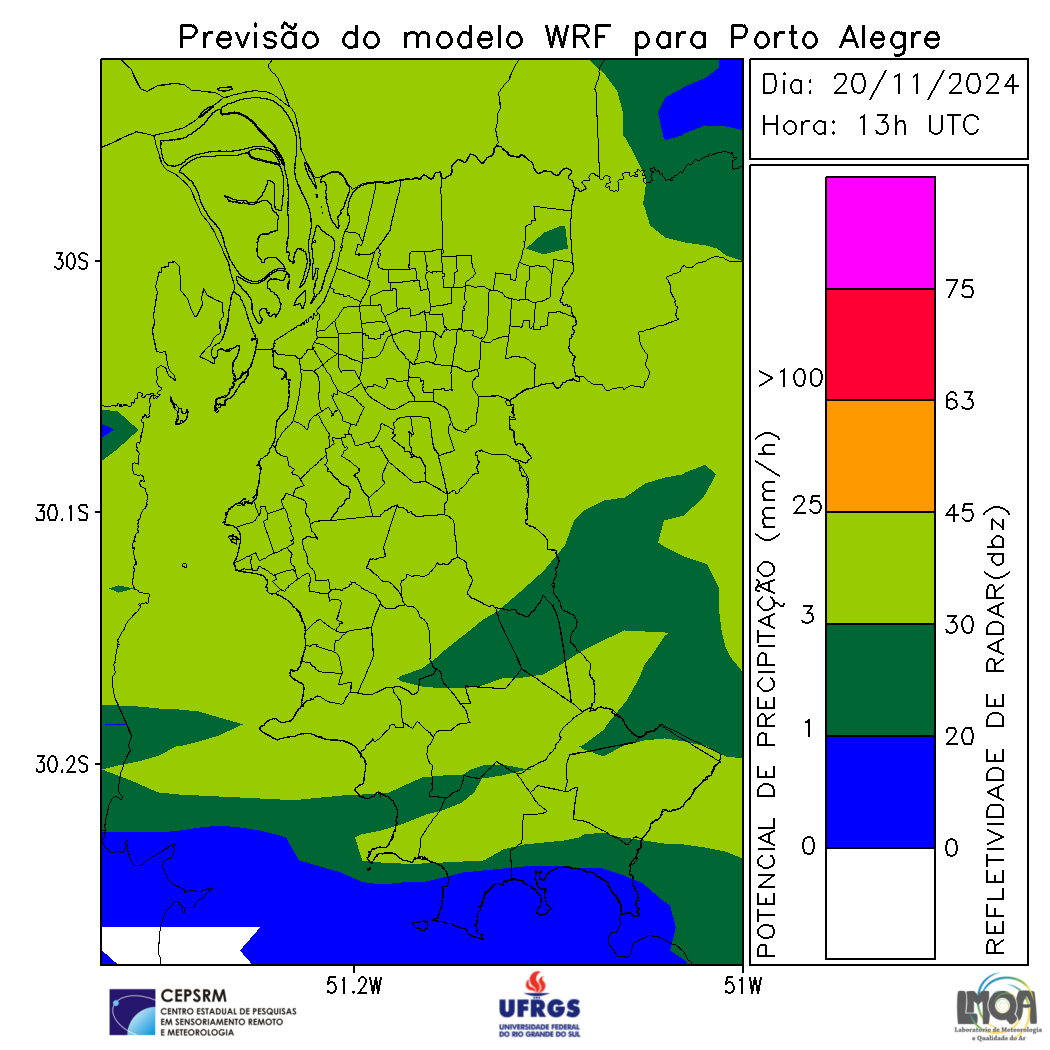 Previsão do modelo WRF para Porto Alegre
Dia: 20/11/2024
Hora: 13h UTC
30S
30.1S
30.2S
51.2W
51W
POTENCIAL DE PRECIPITAÇÃO (mm/h)
>100
25
3
1
0
75
63
45
30
20
0
REFLETIVIDADE DE RADAR(dbz)
CEPSRM
CENTRO ESTADUAL DE PESQUISAS
EM SENSORIAMENTO REMOTO
E METEOROLOGIA
UFRGS
UNIVERSIDADE FEDERAL
DO RIO GRANDE DO SUL
LMQA
Laboratório de Meteorologia
e Qualidade do Ar